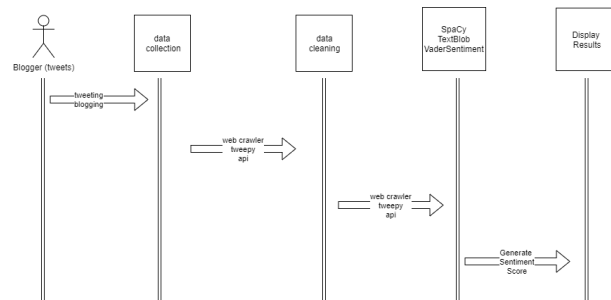 Blogger (tweets)
data
collection
data
cleaning
SpaCy
TextBlob
VaderSentiment
Display
Results
tweeting
blogging
web crawler
tweepy
api
web crawler
tweepy
api
Generate
Sentiment
Score